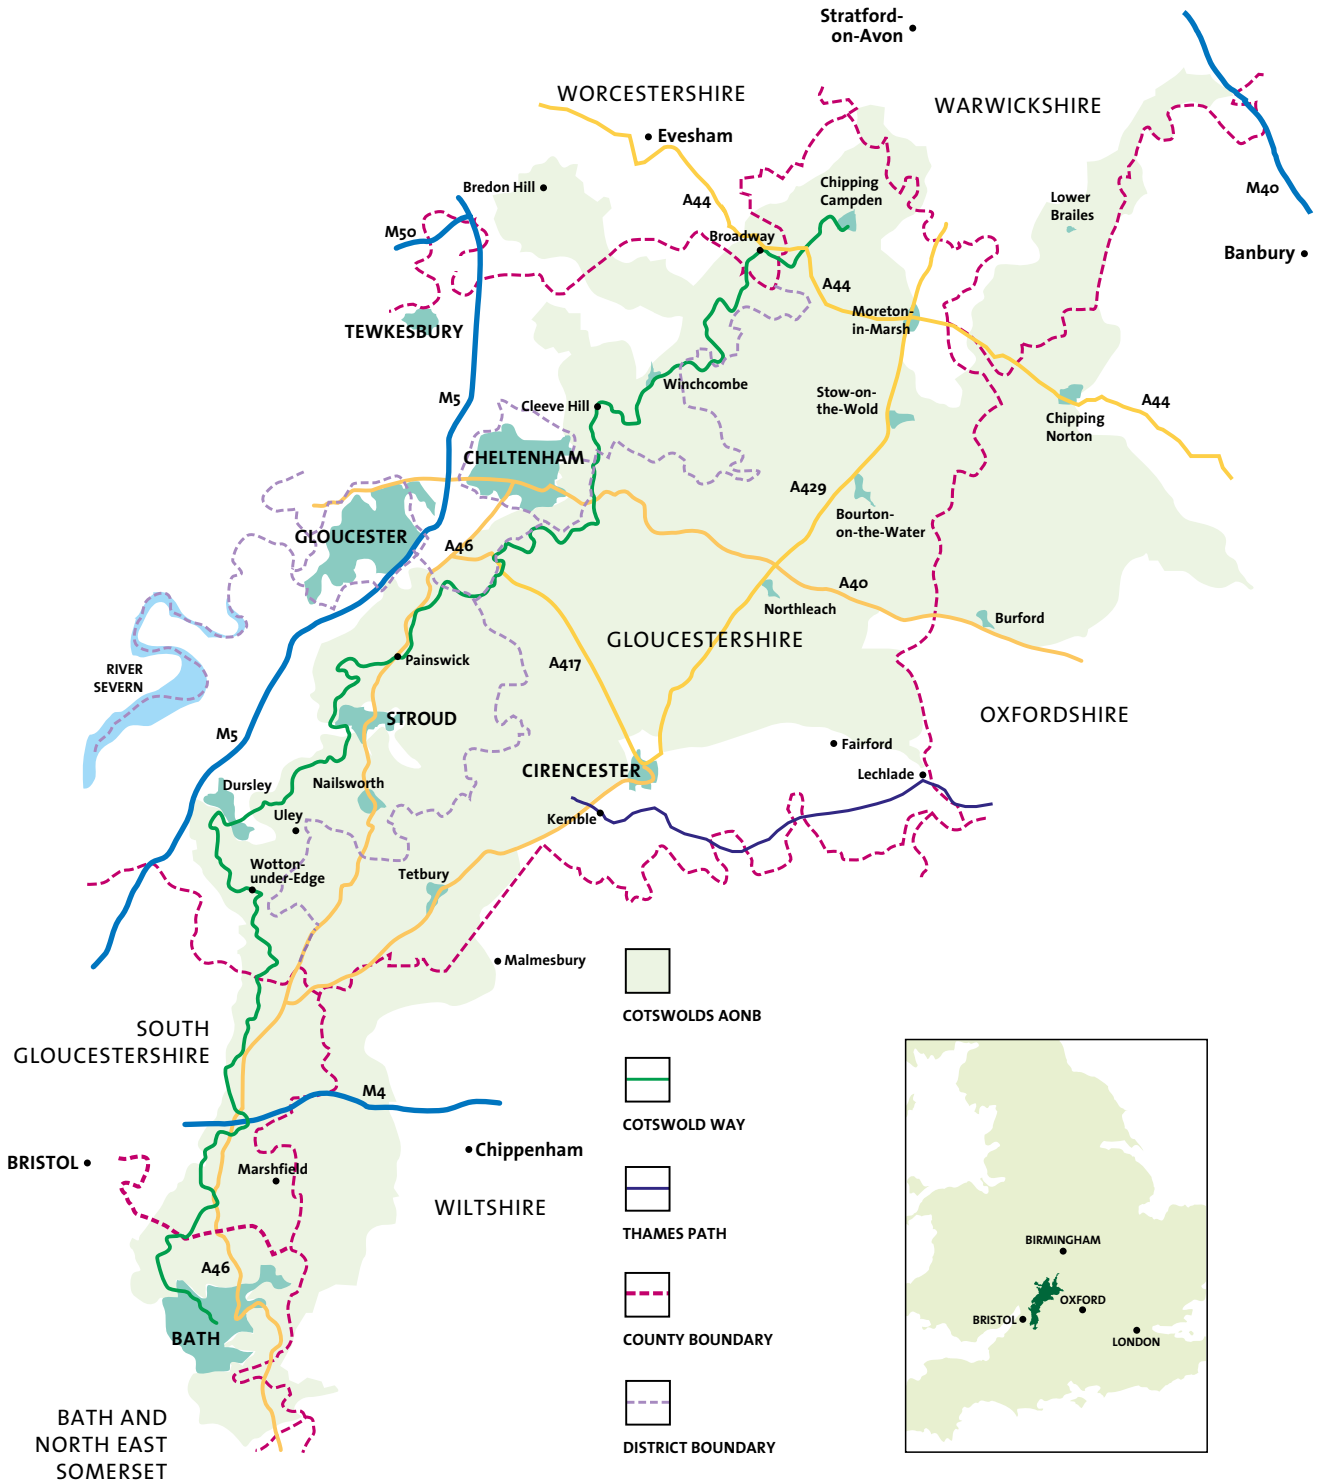 Stratford-
on-Avon
WORCESTERSHIRE
WARWICKSHIRE
Evesham
Bredon Hill
A44
Chipping
Campden
Lower
Brailes
M40
M50
Broadway
Banbury
A44
Moreton-
in-Marsh
TEWKESBURY
Winchcombe
M5
Cleeve Hill
Stow-on-
the-Wold
A44
Chipping
Norton
CHELTENHAM
A429
Bourton-
on-the-Water
GLOUCESTER
A46
A40
Northleach
Burford
GLOUCESTERSHIRE
RIVER
SEVERN
Painswick
A417
OXFORDSHIRE
STROUD
M5
Fairford
CIRENCESTER
Lechlade
Dursley
Nailsworth
Uley
Kemble
Wotton-
under-Edge
Tetbury
Malmesbury
SOUTH
GLOUCESTERSHIRE
M4
BRISTOL
Chippenham
Marshfield
WILTSHIRE
A46
BATH
BATH AND
NORTH EAST
SOMERSET
COTSWOLDS AONB
COTSWOLD WAY
THAMES PATH
COUNTY BOUNDARY
DISTRICT BOUNDARY
BIRMINGHAM
OXFORD
BRISTOL
LONDON